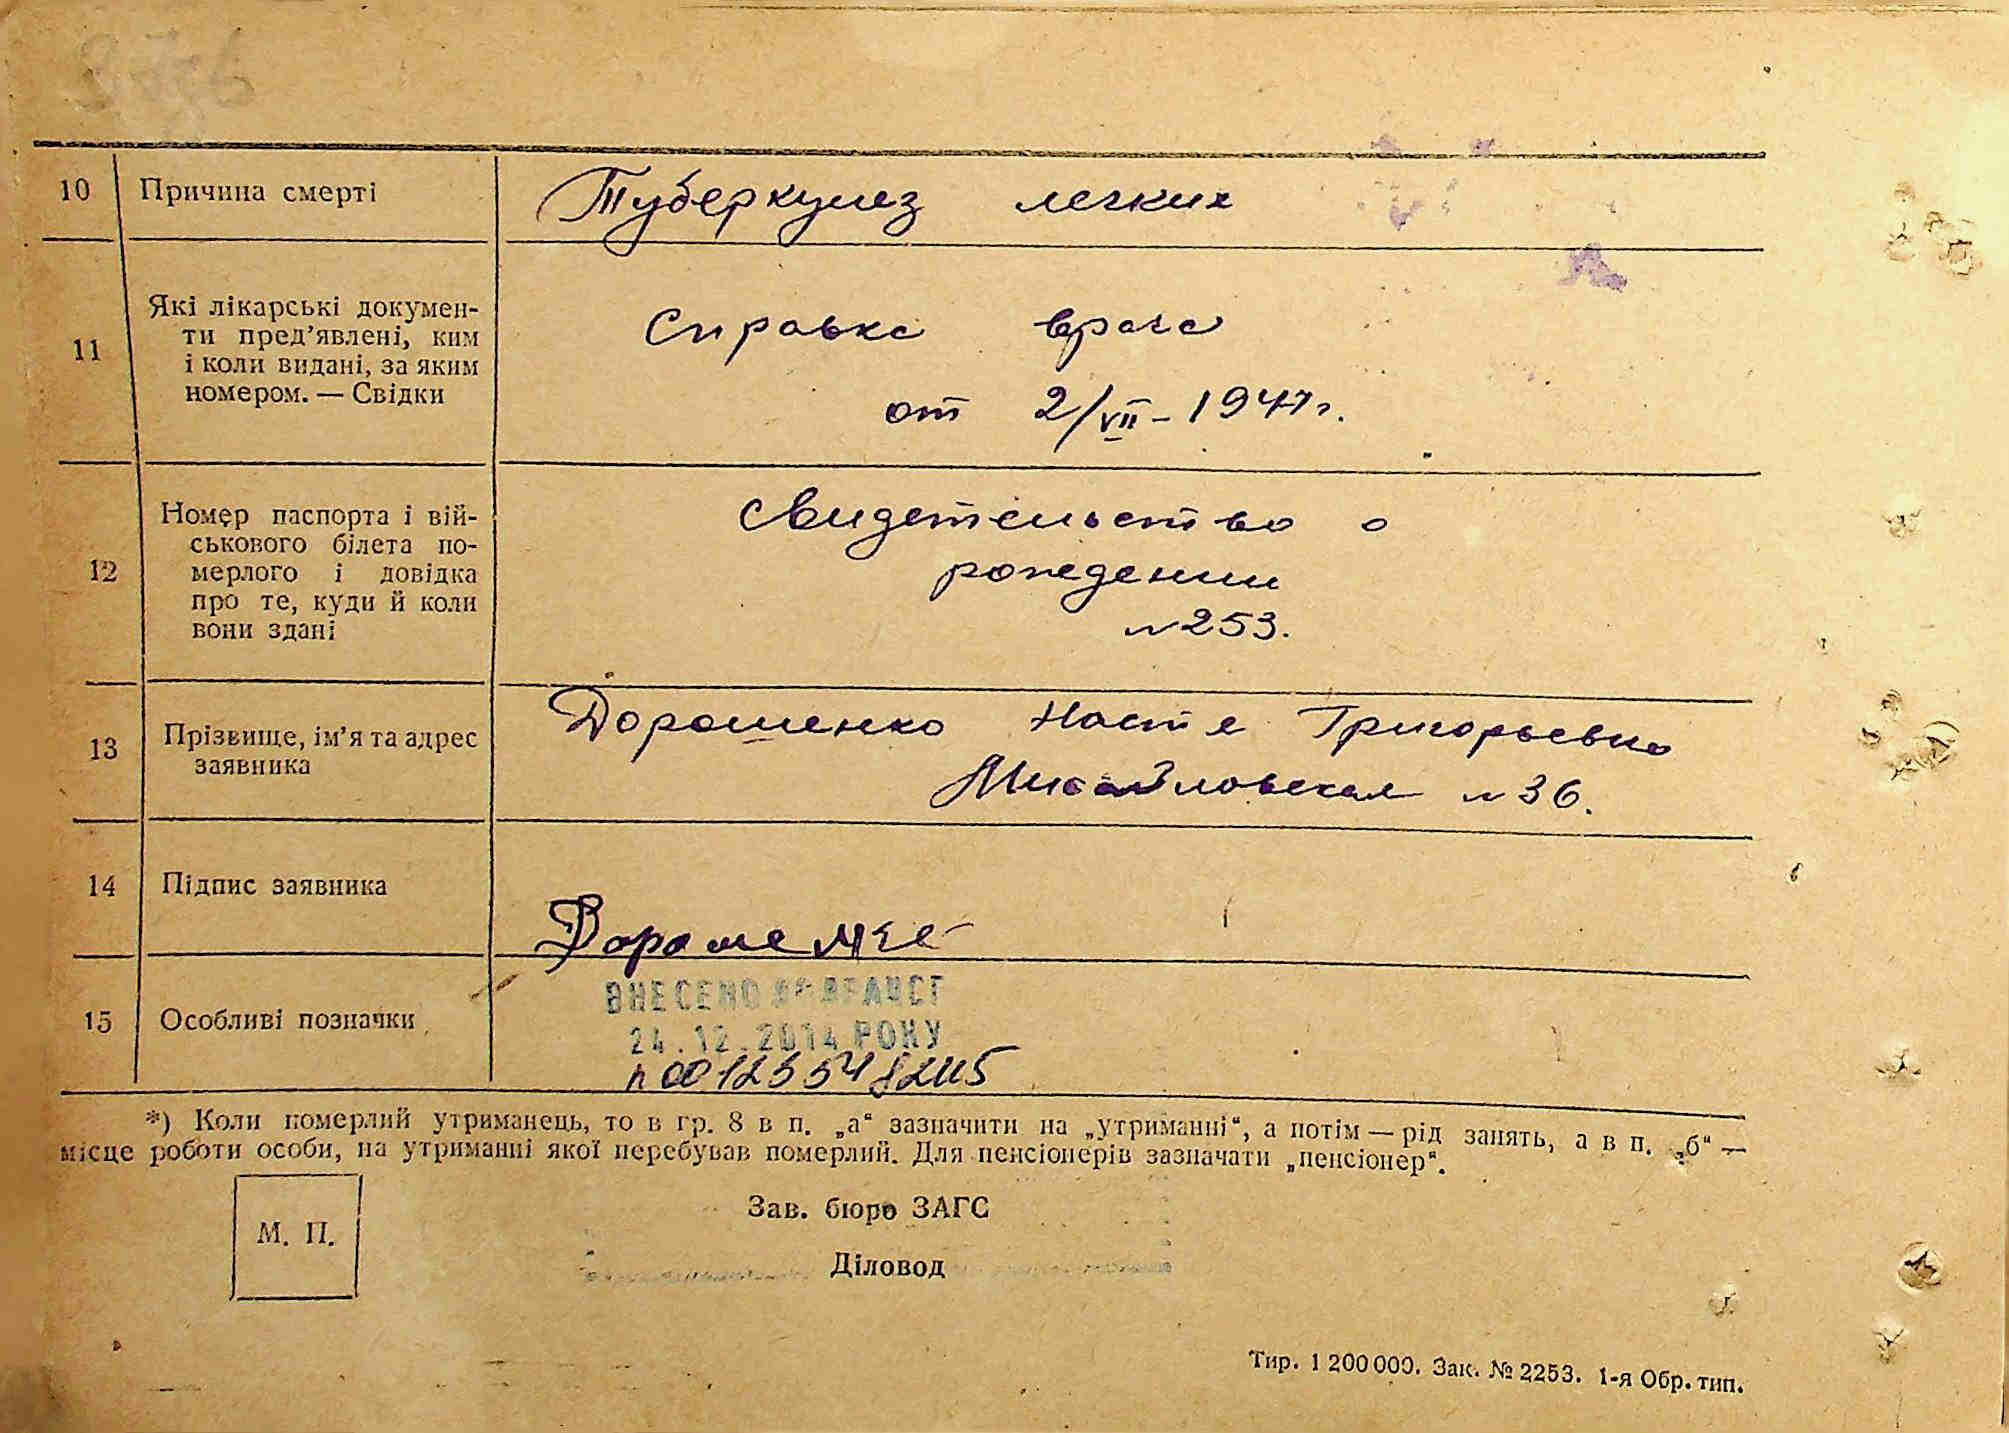 10 Причина смерті
Туберкулез легких
11 Які лікарські докумен-
ти пред'явлені, ким
і коли видані, за яким
номером. — Свідки
Справка врача
от 2/VII - 1947 г.
12 Номер паспорта і вій-
ськового білета по-
мерлого і довідка
про те, куди й коли
вони здані
Свидетельство о
рождении
N 253.
13 Прізвище, ім'я та адрес
заявника
Дорошенко Настя Григорьевна
Михайловская N 36.
14 Підпис заявника
15 Особливі позначки
ВНЕСЕНО ДРАЦСГ
24.12.2014 РОКУ
*) Коли померлий утриманець, то в гр. 8 в п. „а“ зазначити на „утриманні“, а потім — рід занять, а в п. „б“ —
місце роботи особи, на утриманні якої перебував померлий. Для пенсіонерів зазначати „пенсіонер“.
М. П.
Зав. бюро ЗАГС
Діловод
Тир. 1 200 000. Зак. № 2253. 1-я Обр. тип.